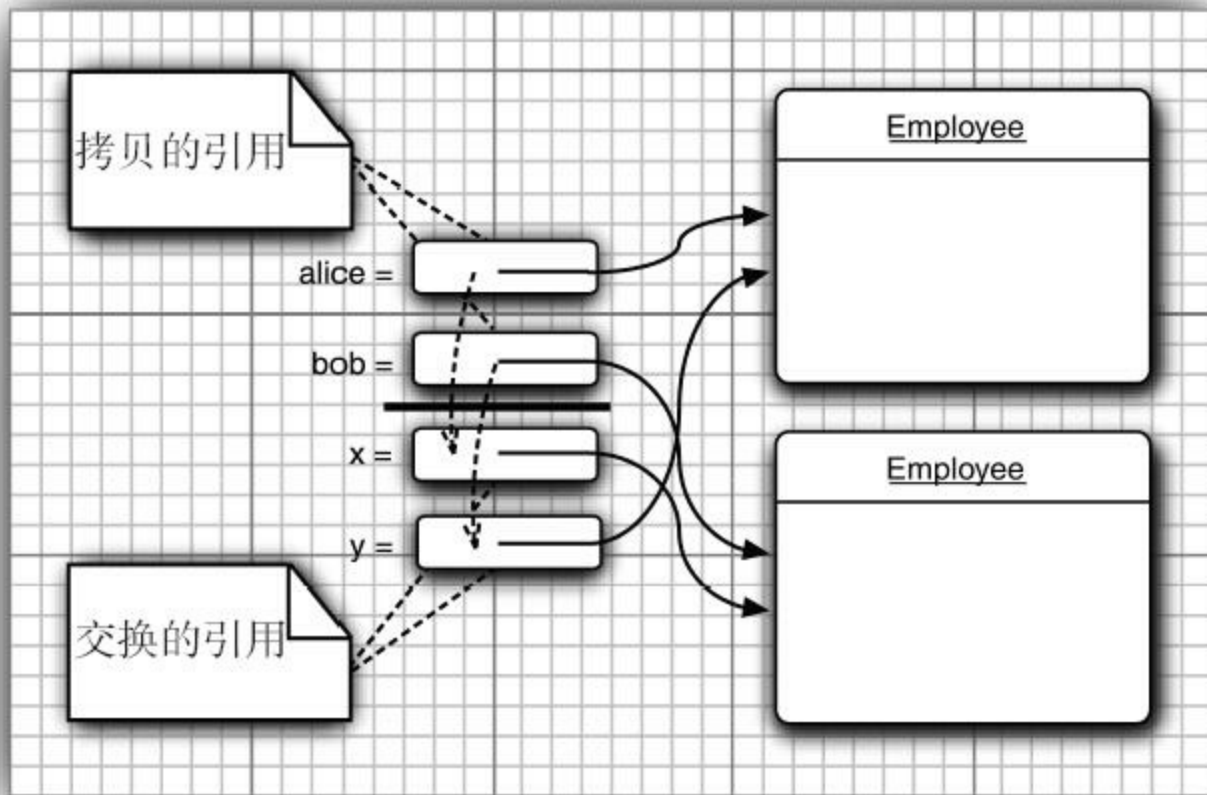 拷贝的引用
Employee
alice =
bob =
x =
Employee
y =
交换的引用